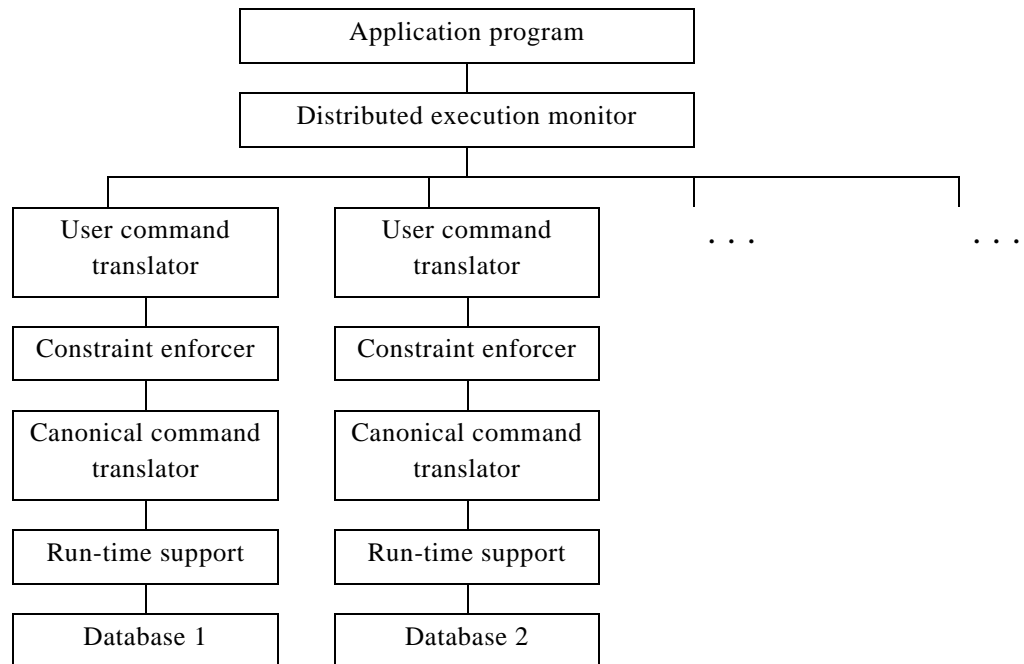 Application program
Distributed execution monitor
User command
translator
User command
translator
. . .
. . .
Constraint enforcer
Constraint enforcer
Canonical command
translator
Canonical command
translator
Run-time support
Run-time support
Database 1
Database 2